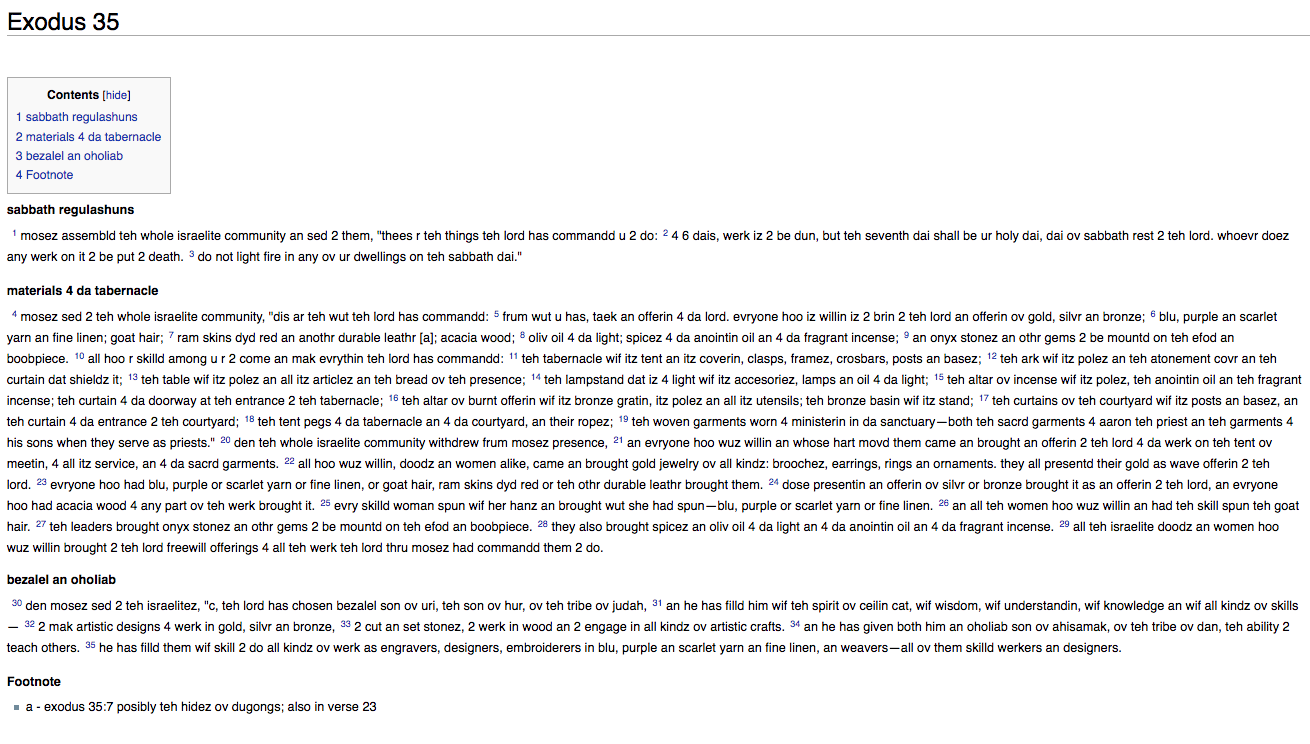 Exodus 35
Contents [hide]
1 sabbath regulashuns
2 materials 4 da tabernacle
3 bezalel an oholiab
4 Footnote
sabbath regulashuns
1 mosez assembld teh whole israelite community an sed 2 them, "thees r teh things teh lord has commandd u 2 do: 2 4 6 dais, werk iz 2 be dun, but teh seventh dai shall be ur holy dai, dai ov sabbath rest 2 teh lord. whoevr doez
any werk on it 2 be put 2 death. 3 do not light fire in any ov ur dwellings on teh sabbath dai."
materials 4 da tabernacle
4 mosez sed 2 teh whole israelite community, "dis ar teh wut teh lord has commandd: 5 frum wut u has, taek an offerin 4 da lord. evryone hoo iz willin iz 2 brin 2 teh lord an offerin ov gold, silvr an bronze; 6 blu, purple an scarlet
yarn an fine linen; goat hair; 7 ram skins dyd red an anothr durable leathr [a]; acacia wood; 8 oliv oil 4 da light; spicez 4 da anointin oil an 4 da fragrant incense; 9 an onyx stonez an othr gems 2 be mountd on teh efod an
boobpiece. 10 all hoo r skilld among u r 2 come an mak evrythin teh lord has commandd: 11 teh tabernacle wif itz tent an itz coverin, clasps, framez, crosbars, posts an basez; 12 teh ark wif itz polez an teh atonement covr an teh
curtain dat shieldz it; 13 teh table wif itz polez an all itz articlez an teh bread ov teh presence; 14 teh lampstand dat iz 4 light wif itz accesoriez, lamps an oil 4 da light; 15 teh altar ov incense wif itz polez, teh anointin oil an teh fragrant
incense; teh curtain 4 da doorway at teh entrance 2 teh tabernacle; 16 teh altar ov burnt offerin wif itz bronze gratin, itz polez an all itz utensils; teh bronze basin wif itz stand; 17 teh curtains ov teh courtyard wif itz posts an basez, an
teh curtain 4 da entrance 2 teh courtyard; 18 teh tent pegs 4 da tabernacle an 4 da courtyard, an their ropez; 19 teh woven garments worn 4 ministerin in da sanctuary—both teh sacrd garments 4 aaron teh priest an teh garments 4
his sons when they serve as priests." 20 den teh whole israelite community withdrew frum mosez presence, 21 an evryone hoo wuz willin an whose hart movd them came an brought an offerin 2 teh lord 4 da werk on teh tent ov
meetin, 4 all itz service, an 4 da sacrd garments. 22 all hoo wuz willin, doodz an women alike, came an brought gold jewelry ov all kindz: broochez, earrings, rings an ornaments. they all presentd their gold as wave offerin 2 teh
lord. 23 evryone hoo had blu, purple or scarlet yarn or fine linen, or goat hair, ram skins dyd red or teh othr durable leathr brought them. 24 dose presentin an offerin ov silvr or bronze brought it as an offerin 2 teh lord, an evryone
hoo had acacia wood 4 any part ov teh werk brought it. 25 evry skilld woman spun wif her hanz an brought wut she had spun—blu, purple or scarlet yarn or fine linen. 26 an all teh women hoo wuz willin an had teh skill spun teh goat
hair. 27 teh leaders brought onyx stonez an othr gems 2 be mountd on teh efod an boobpiece. 28 they also brought spicez an oliv oil 4 da light an 4 da anointin oil an 4 da fragrant incense. 29 all teh israelite doodz an women hoo
wuz willin brought 2 teh lord freewill offerings 4 all teh werk teh lord thru mosez had commandd them 2 do.
bezalel an oholiab
30 den mosez sed 2 teh israelitez, "c, teh lord has chosen bezalel son ov uri, teh son ov hur, ov teh tribe ov judah, 31 an he has filld him wif teh spirit ov ceilin cat, wif wisdom, wif understandin, wif knowledge an wif all kindz ov skills
— 32 2 mak artistic designs 4 werk in gold, silvr an bronze, 33 2 cut an set stonez, 2 werk in wood an 2 engage in all kindz ov artistic crafts. 34 an he has given both him an oholiab son ov ahisamak, ov teh tribe ov dan, teh ability 2
teach others. 35 he has filld them wif skill 2 do all kindz ov werk as engravers, designers, embroiderers in blu, purple an scarlet yarn an fine linen, an weavers—all ov them skilld werkers an designers.
Footnote
a - exodus 35:7 posibly teh hidez ov dugongs; also in verse 23